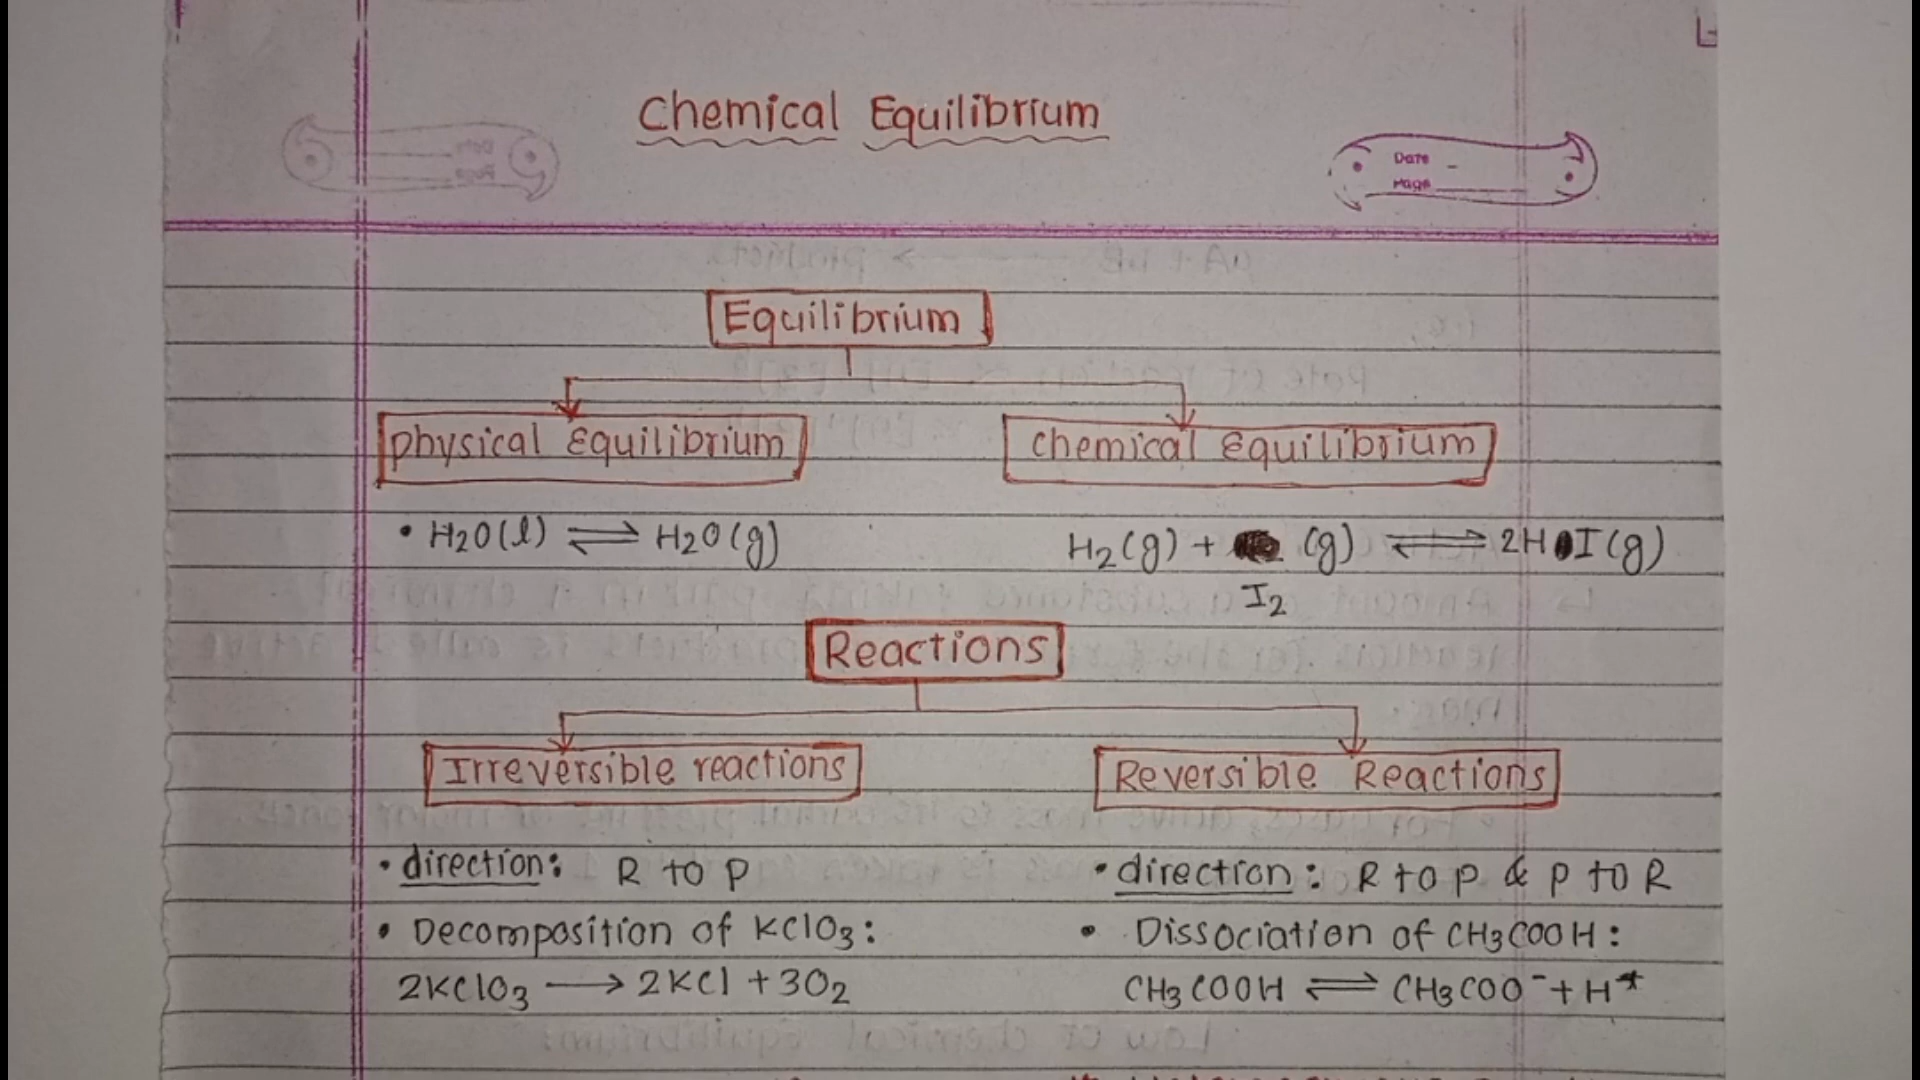 Chemical Equilibrium
Date
Page
Equilibrium
physical Equilibrium
chemical Equilibrium
• H2O(l) ⇌ H2O(g)
H2(g) + (g) ⇌ 2HI(g)
I2
Reactions
Irreversible reactions
Reversible Reactions
• direction: R to P
• direction: R to P & P to R
• Decomposition of KClO3:
• Dissociation of CH3COOH:
2KClO3 → 2KCl + 3O2
CH3COOH ⇌ CH3COO⁻ + H⁺